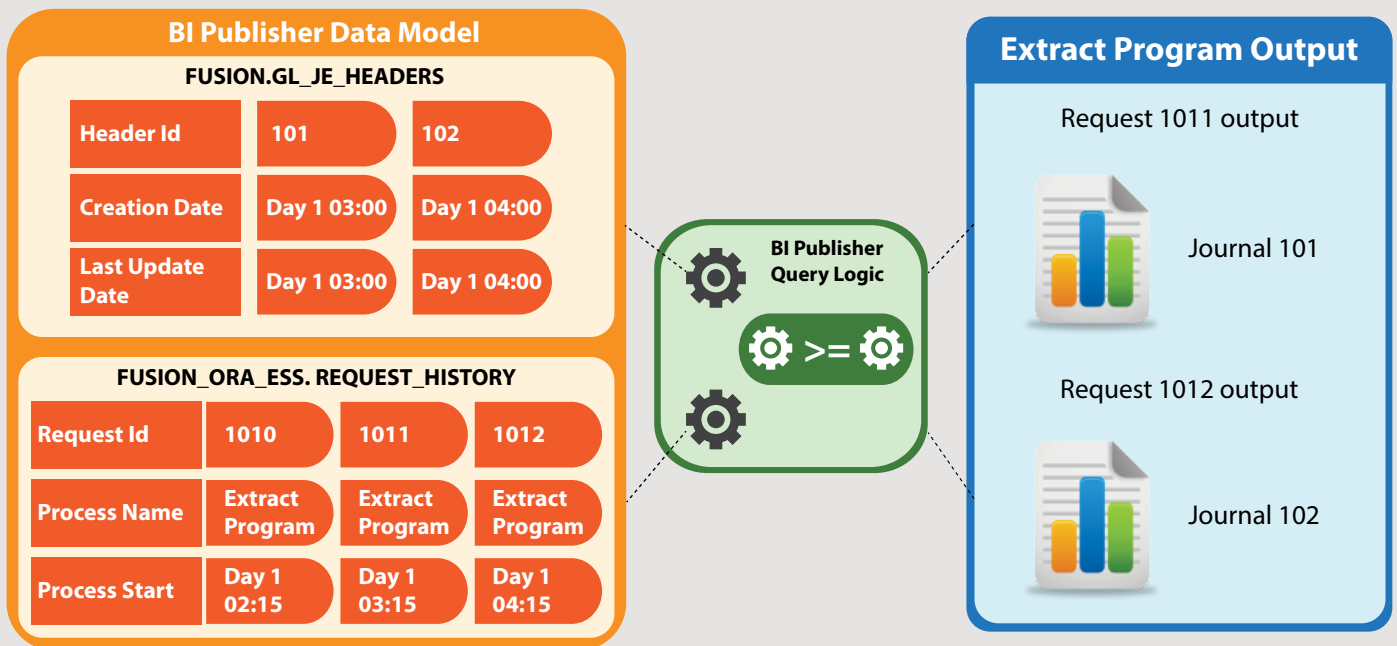 BI Publisher Data Model
FUSION.GL_JE_HEADERS
Header Id 101 102
Creation Date Day 1 03:00 Day 1 04:00
Last Update
Date Day 1 03:00 Day 1 04:00
FUSION_ORA_ESS. REQUEST_HISTORY
Request Id 1010 1011 1012
Process Name Extract Program Extract Program Extract Program
Process Start Day 1 02:15 Day 1 03:15 Day 1 04:15
BI Publisher
Query Logic
>=
Extract Program Output
Request 1011 output
Journal 101
Request 1012 output
Journal 102